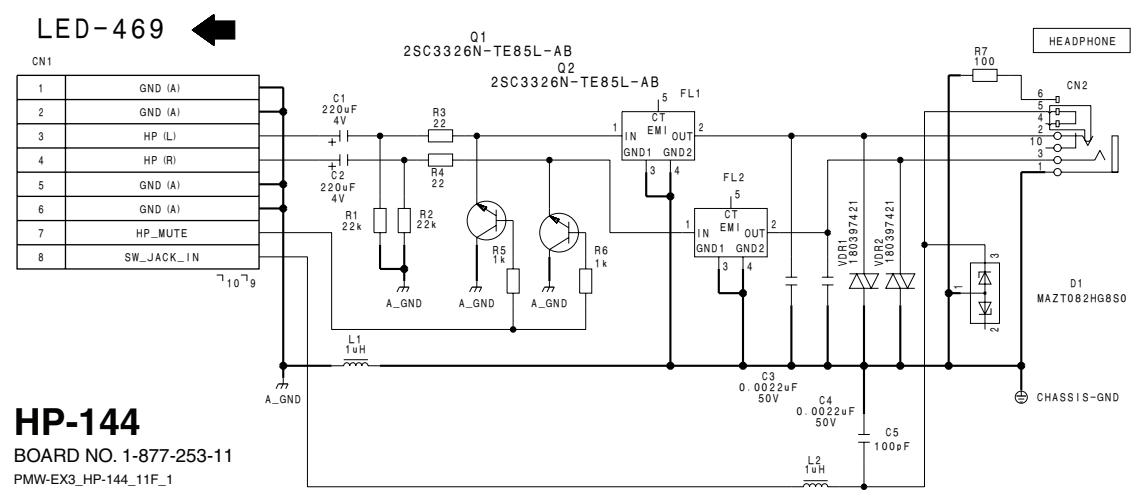 LED-469
CN1
1 GND (A)
2 GND (A)
3 HP (L)
4 HP (R)
5 GND (A)
6 GND (A)
7 HP_MUTE
8 SW_JACK_IN
10 9
Q1
2SC3326N-TE85L-AB
Q2
2SC3326N-TE85L-AB
C1
220uF
4V
+
+
C2
220uF
4V
R3
22
R4
22
R1
22k
R2
22k
A_GND
A_GND
A_GND
R5
1k
R6
1k
5 FL1
1 IN CT EMI OUT 2
GND1 GND2
3 4
FL2
5
1 IN CT EMI OUT 2
GND1 GND2
3 4
VDR1
180397421
VDR2
180397421
R7
100
HEADPHONE
CN2
6
5
4
2
10
3
1
3
1
2
D1
MAZT082HG8S0
L1
1uH
A_GND
C3
0.0022uF
50V
C4
0.0022uF
50V
C5
100pF
L2
1uH
CHASSIS-GND
HP-144
BOARD NO. 1-877-253-11
PMW-EX3_HP-144_11F_1